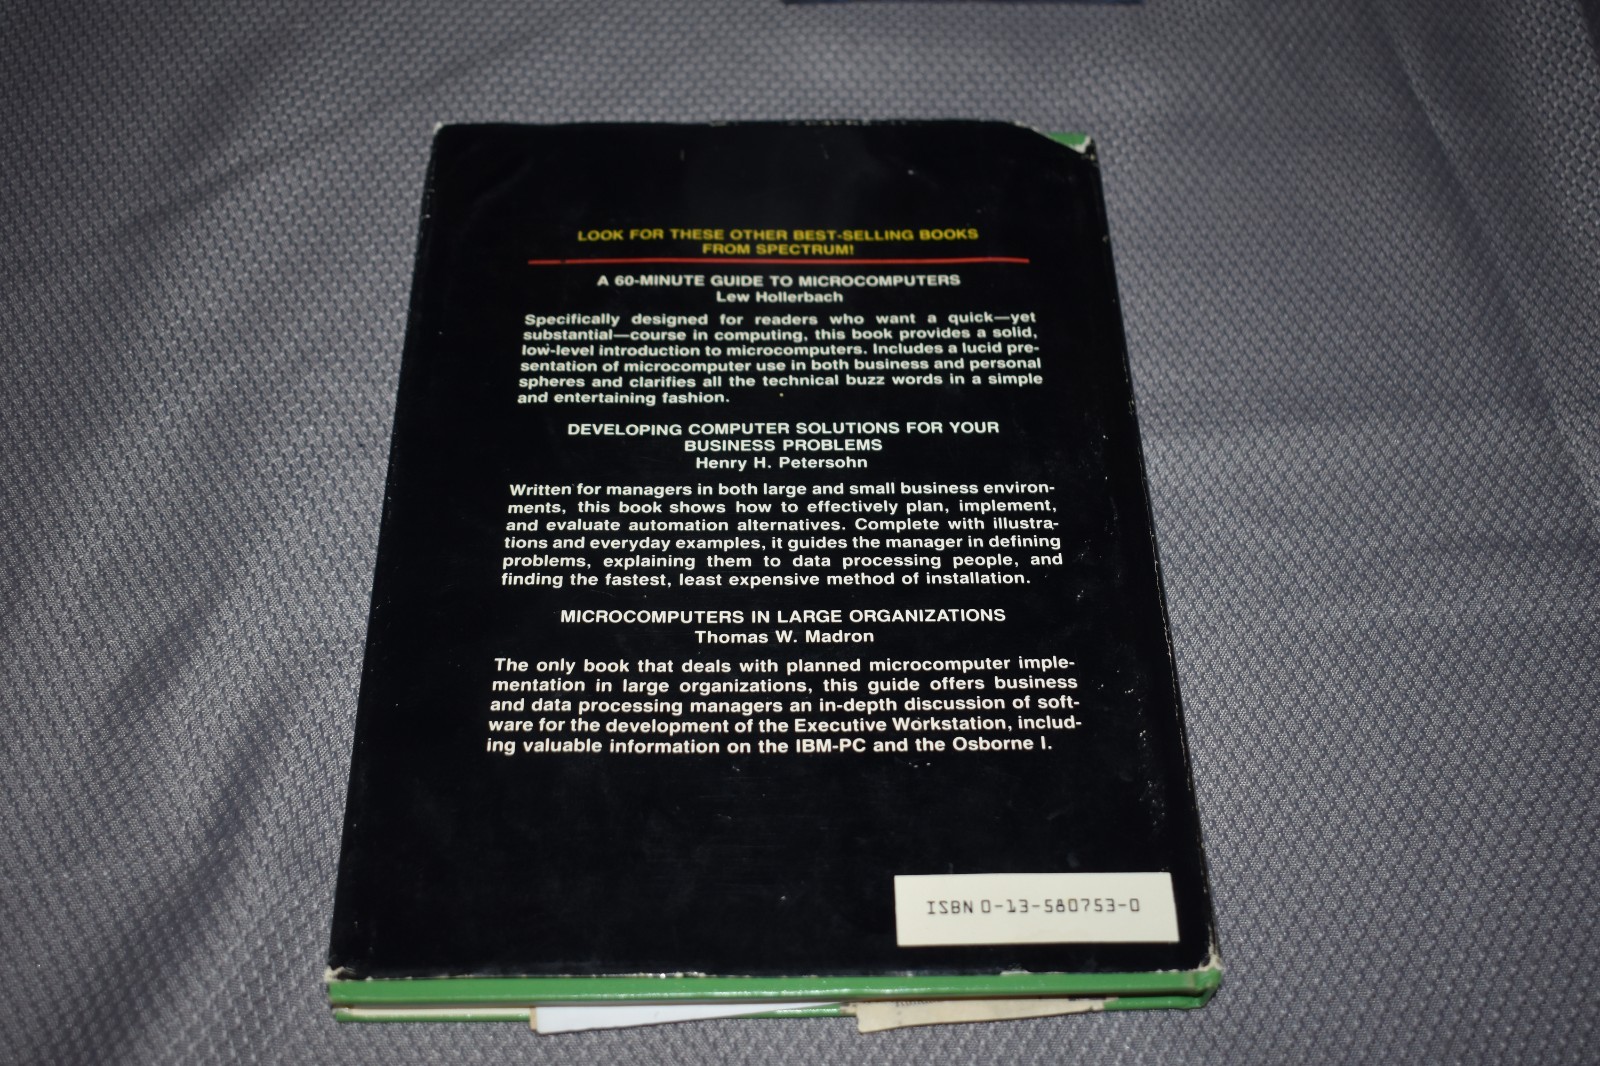 LOOK FOR THESE OTHER BEST-SELLING BOOKS
FROM SPECTRUM!
A 60-MINUTE GUIDE TO MICROCOMPUTERS
Lew Hollerbach
Specifically designed for readers who want a quick—yet
substantial—course in computing, this book provides a solid,
low-level introduction to microcomputers. Includes a lucid pre-
sentation of microcomputer use in both business and personal
spheres and clarifies all the technical buzz words in a simple
and entertaining fashion.
DEVELOPING COMPUTER SOLUTIONS FOR YOUR
BUSINESS PROBLEMS
Henry H. Petersohn
Written for managers in both large and small business environ-
ments, this book shows how to effectively plan, implement,
and evaluate automation alternatives. Complete with illustra-
tions and everyday examples, it guides the manager in defining
problems, explaining them to data processing people, and
finding the fastest, least expensive method of installation.
MICROCOMPUTERS IN LARGE ORGANIZATIONS
Thomas W. Madron
The only book that deals with planned microcomputer imple-
mentation in large organizations, this guide offers business
and data processing managers an in-depth discussion of soft-
ware for the development of the Executive Workstation, includ-
ing valuable information on the IBM-PC and the Osborne I.
ISBN 0-13-580753-0